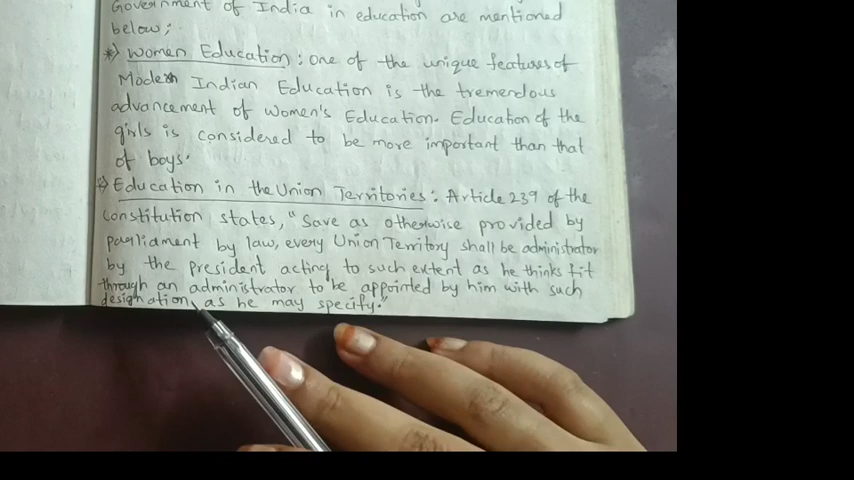 Government of India in education are mentioned
below;
*) Women Education: one of the unique features of
Modern Indian Education is the tremendous
advancement of Women's Education. Education of the
girls is considered to be more important than that
of boys.
*) Education in the Union Territories: Article 239 of the
constitution states, "Save as otherwise provided by
parliament by law, every Union Territory shall be administrator
by the president acting to such extent as he thinks fit
through an administrator to be appointed by him with such
designation as he may specify."